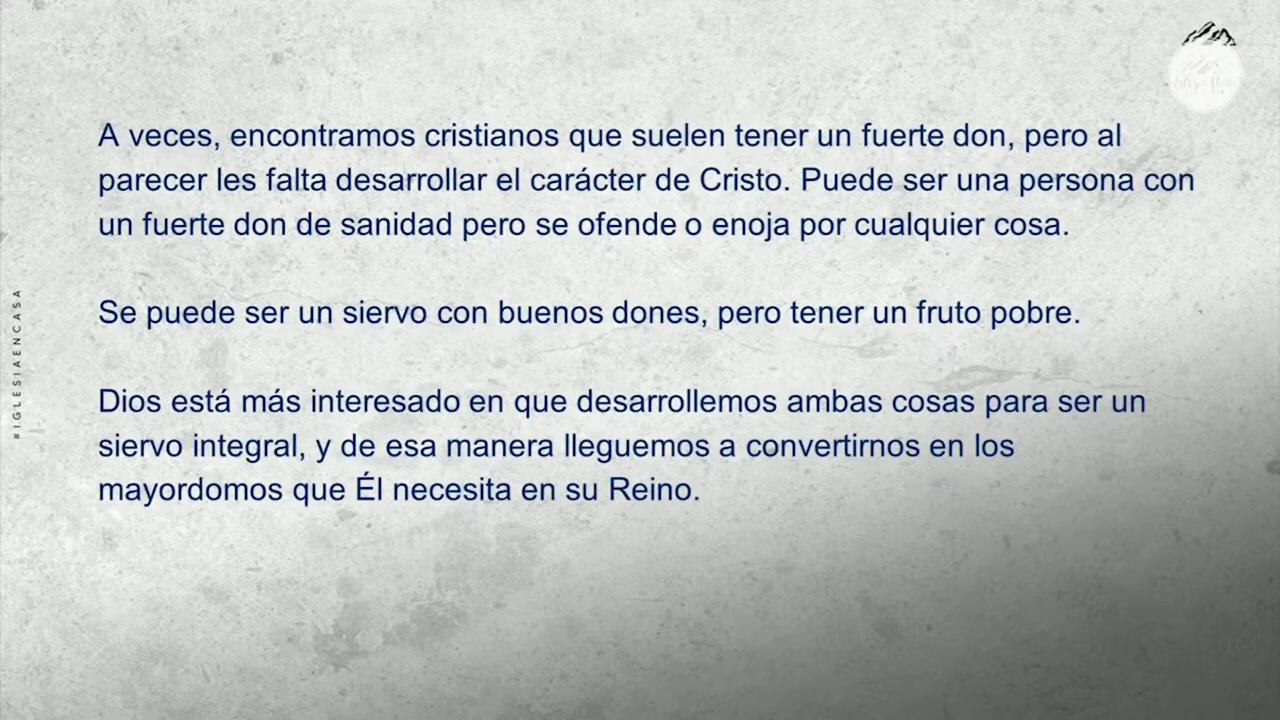 A veces, encontramos cristianos que suelen tener un fuerte don, pero al
parecer les falta desarrollar el carácter de Cristo. Puede ser una persona con
un fuerte don de sanidad pero se ofende o enoja por cualquier cosa.
Se puede ser un siervo con buenos dones, pero tener un fruto pobre.
Dios está más interesado en que desarrollemos ambas cosas para ser un
siervo integral, y de esa manera lleguemos a convertirnos en los
mayordomos que Él necesita en su Reino.
#IGLESIAENCASA